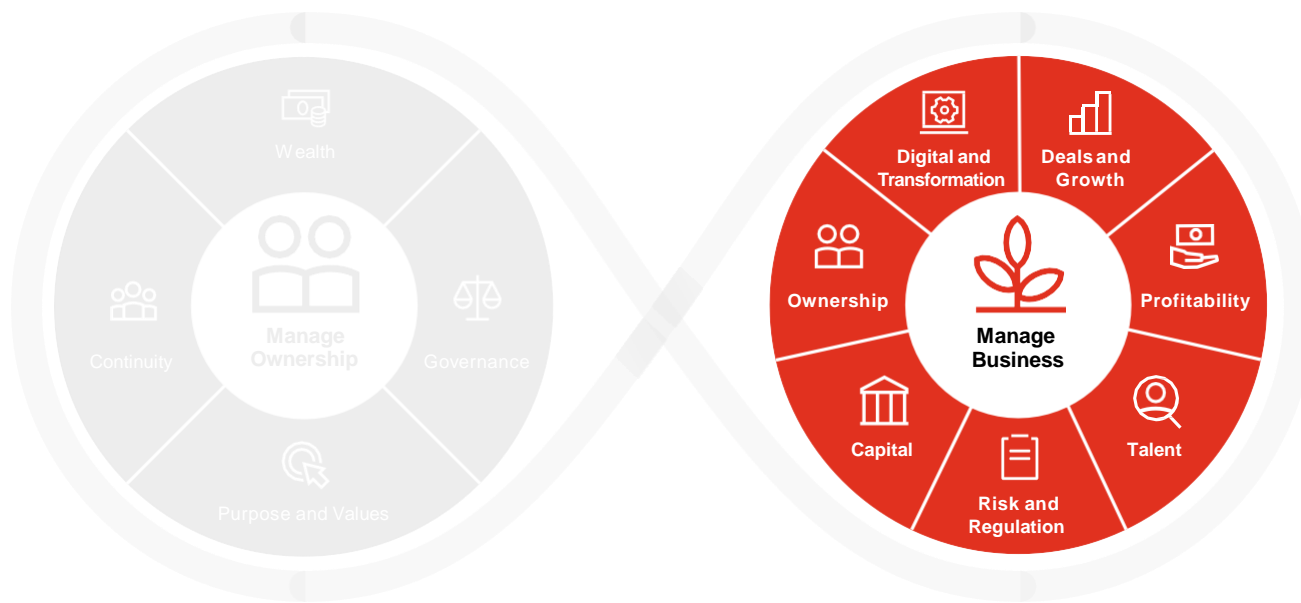 Wealth
Manage
Ownership
Continuity
Governance
Purpose and Values
Digital and
Transformation
Deals and
Growth
Ownership
Profitability
Manage
Business
Capital
Talent
Risk and
Regulation